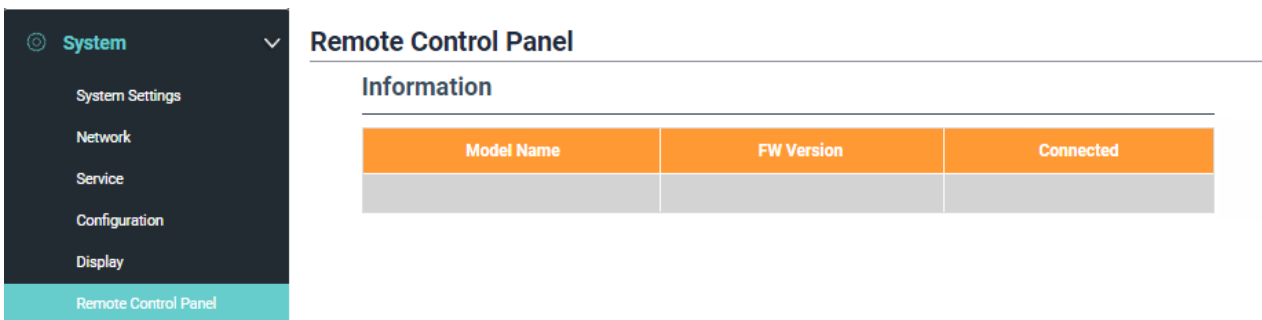 System
System Settings
Network
Service
Configuration
Display
Remote Control Panel
Remote Control Panel
Information
Model Name FW Version Connected